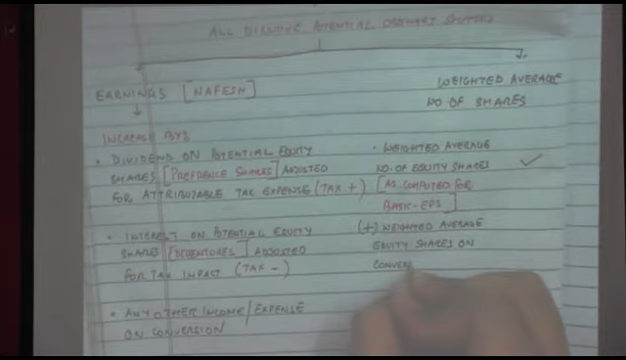 ALL DILUTIVE POTENTIAL ORDINARY SHARES
EARNINGS [NAFESH]
INCREASE BY:
• DIVIDEND ON POTENTIAL EQUITY
SHARES [PREFERENCE SHARES] ADJUSTED
FOR ATTRIBUTABLE TAX EXPENSE (TAX +)
• INTEREST ON POTENTIAL EQUITY
SHARES [DEBENTURES] ADJUSTED
FOR TAX IMPACT (TAX -)
• ANY OTHER INCOME/EXPENSE
ON CONVERSION
WEIGHTED AVERAGE
NO OF SHARES
• WEIGHTED AVERAGE
NO. OF EQUITY SHARES
[AS COMPUTED FOR
BASIC-EPS]
(+) WEIGHTED AVERAGE
EQUITY SHARES ON
CONVER